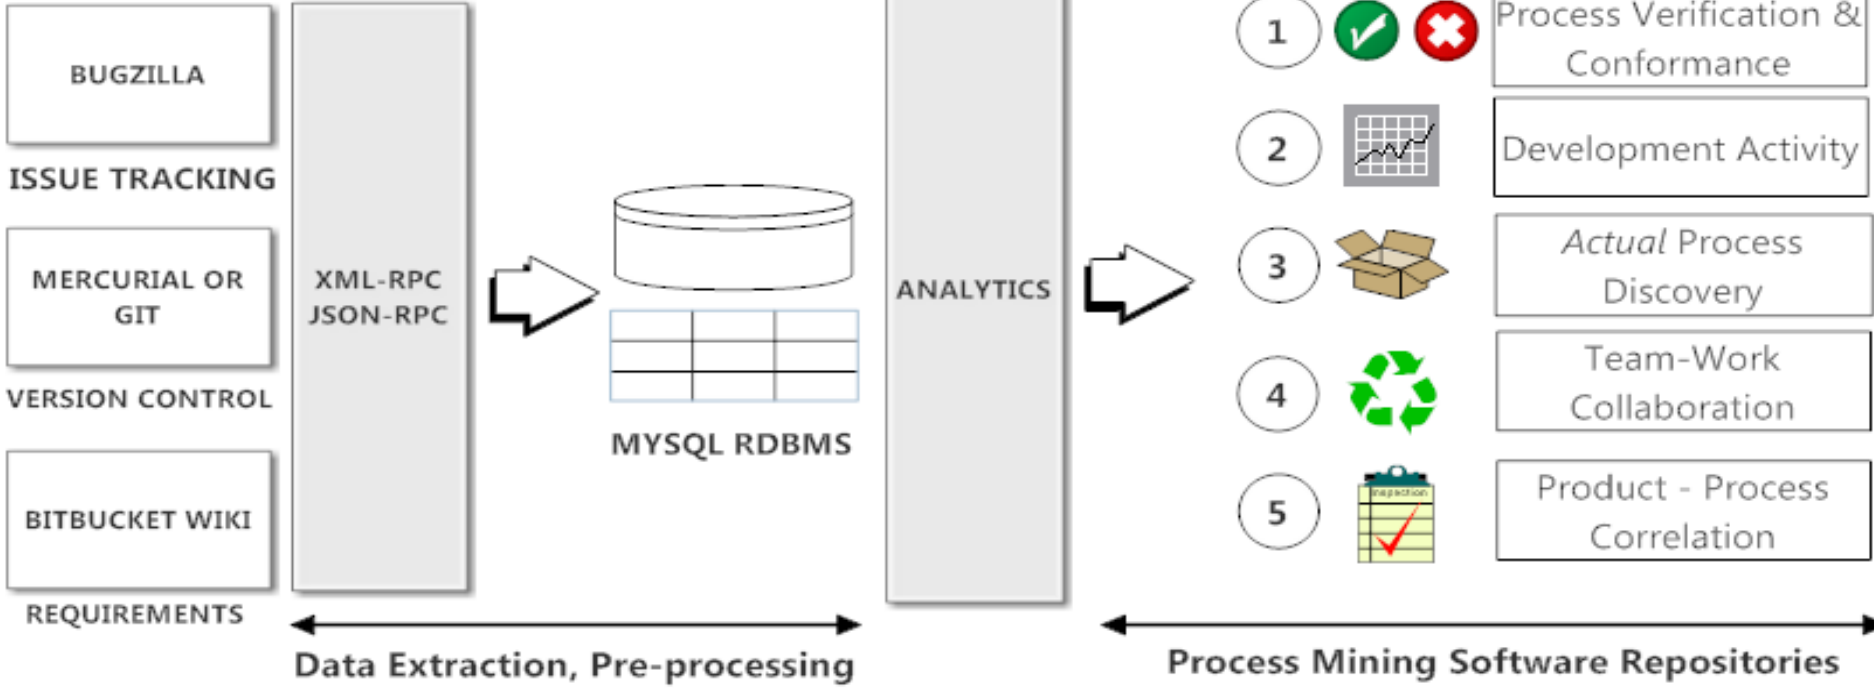 BUGZILLA
ISSUE TRACKING
MERCURIAL OR
GIT
VERSION CONTROL
BITBUCKET WIKI
REQUIREMENTS
XML-RPC
JSON-RPC
MYSQL RDBMS
Data Extraction, Pre-processing
ANALYTICS
1
Process Verification &
Conformance
2
Development Activity
3
Actual Process
Discovery
4
Team-Work
Collaboration
5
Inspection
Product - Process
Correlation
Process Mining Software Repositories